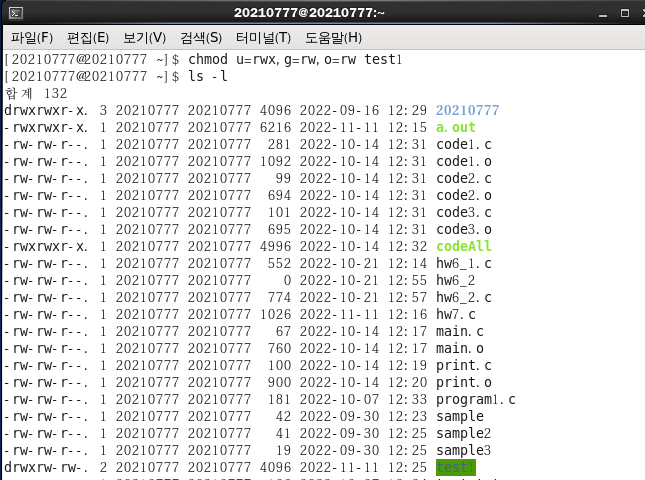 20210777@20210777:~
파일(F) 편집(E) 보기(V) 검색(S) 터미널(T) 도움말(H)
[20210777@20210777 ~]$ chmod u=rwx,g=rw,o=rw test1
[20210777@20210777 ~]$ ls -l
합계 132
drwxrwxr-x. 3 20210777 20210777 4096 2022-09-16 12:29 20210777
-rwxrwxr-x. 1 20210777 20210777 6216 2022-11-11 12:15 a.out
-rw-rw-r--. 1 20210777 20210777 281 2022-10-14 12:31 code1.c
-rw-rw-r--. 1 20210777 20210777 1092 2022-10-14 12:31 code1.o
-rw-rw-r--. 1 20210777 20210777 99 2022-10-14 12:31 code2.c
-rw-rw-r--. 1 20210777 20210777 694 2022-10-14 12:31 code2.o
-rw-rw-r--. 1 20210777 20210777 101 2022-10-14 12:31 code3.c
-rw-rw-r--. 1 20210777 20210777 695 2022-10-14 12:31 code3.o
-rwxrwxr-x. 1 20210777 20210777 4996 2022-10-14 12:32 codeAll
-rw-rw-r--. 1 20210777 20210777 552 2022-10-21 12:14 hw6_1.c
-rw-rw-r--. 1 20210777 20210777 0 2022-10-21 12:55 hw6_2
-rw-rw-r--. 1 20210777 20210777 774 2022-10-21 12:57 hw6_2.c
-rw-rw-r--. 1 20210777 20210777 1026 2022-11-11 12:16 hw7.c
-rw-rw-r--. 1 20210777 20210777 67 2022-10-14 12:17 main.c
-rw-rw-r--. 1 20210777 20210777 760 2022-10-14 12:17 main.o
-rw-rw-r--. 1 20210777 20210777 100 2022-10-14 12:19 print.c
-rw-rw-r--. 1 20210777 20210777 900 2022-10-14 12:20 print.o
-rw-rw-r--. 1 20210777 20210777 181 2022-10-07 12:33 program1.c
-rw-rw-r--. 1 20210777 20210777 42 2022-09-30 12:23 sample
-rw-rw-r--. 1 20210777 20210777 41 2022-09-30 12:25 sample2
-rw-rw-r--. 1 20210777 20210777 19 2022-09-30 12:25 sample3
drwxrw-rw-. 2 20210777 20210777 4096 2022-11-11 12:25 test1